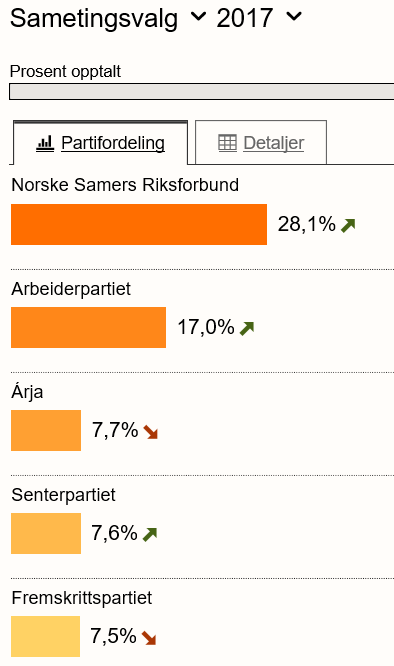 Sametingsvalg 2017
Prosent opptalt
Partifordeling Detaljer
Norske Samers Riksforbund
28,1%
Arbeiderpartiet
17,0%
Árja
7,7%
Senterpartiet
7,6%
Fremskrittspartiet
7,5%